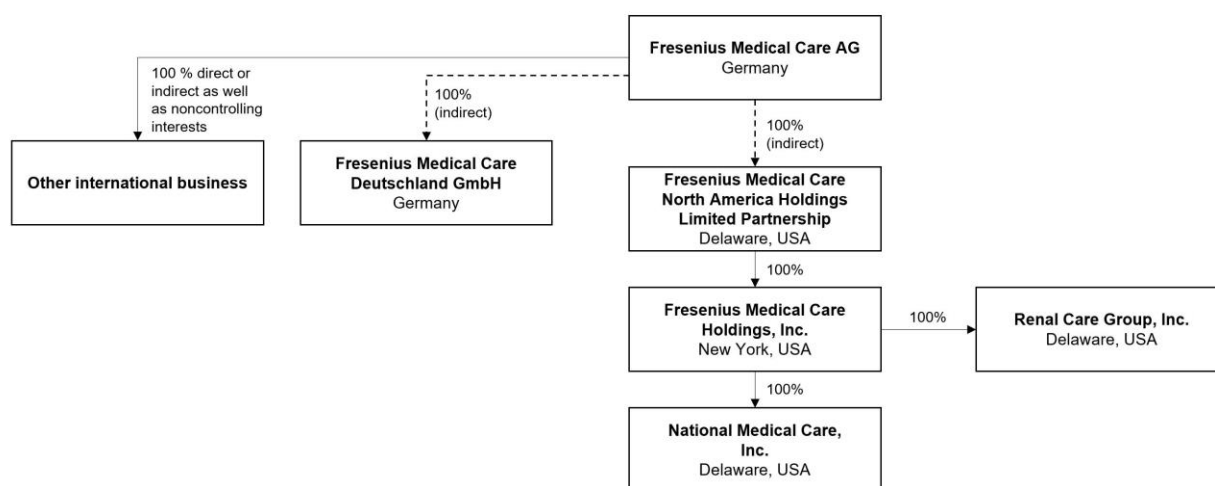 Fresenius Medical Care AG
Germany
100 % direct or
indirect as well
as noncontrolling
interests
100%
(indirect)
100%
(indirect)
Other international business
Fresenius Medical Care
Deutschland GmbH
Germany
Fresenius Medical Care
North America Holdings
Limited Partnership
Delaware, USA
100%
Fresenius Medical Care
Holdings, Inc.
New York, USA
100%
Renal Care Group, Inc.
Delaware, USA
100%
National Medical Care,
Inc.
Delaware, USA